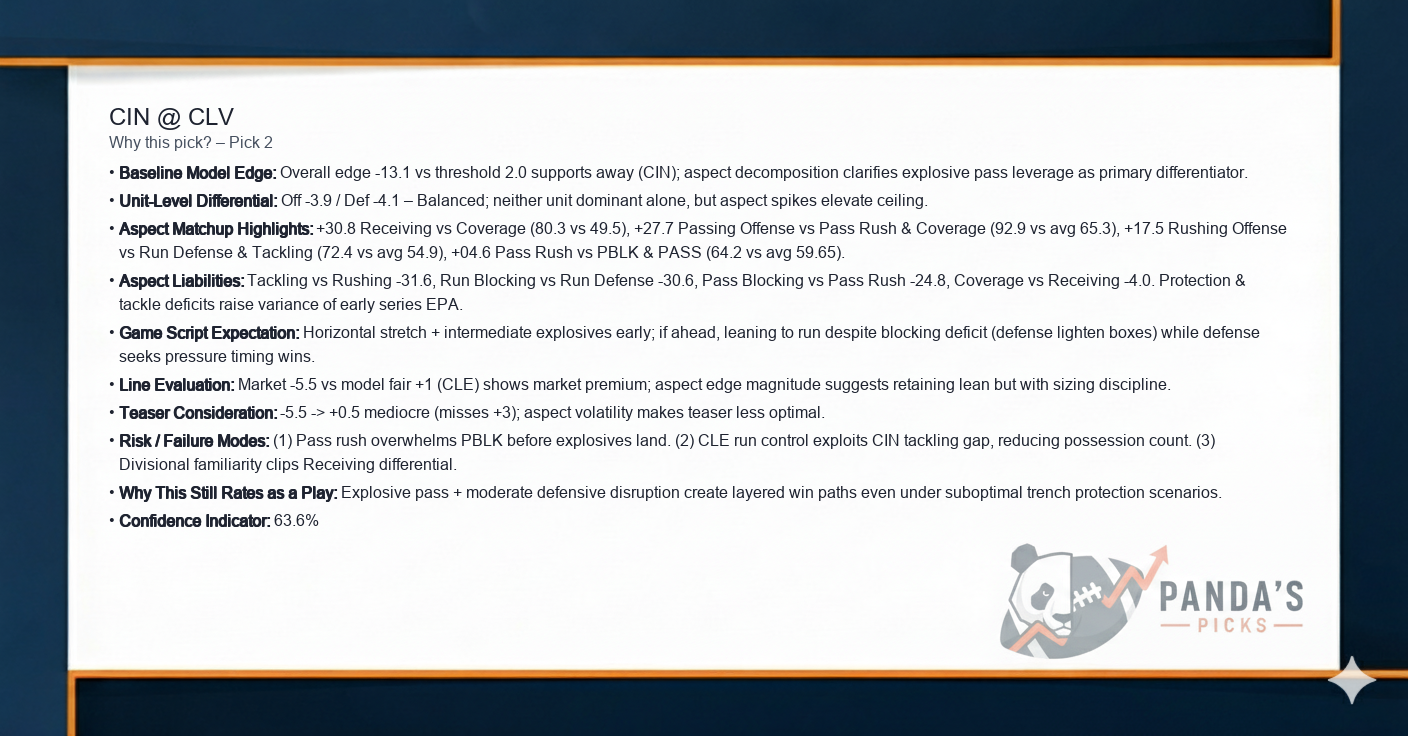 CIN @ CLV
Why this pick? – Pick 2
• Baseline Model Edge: Overall edge -13.1 vs threshold 2.0 supports away (CIN); aspect decomposition clarifies explosive pass leverage as primary differentiator.
• Unit-Level Differential: Off -3.9 / Def -4.1 – Balanced; neither unit dominant alone, but aspect spikes elevate ceiling.
• Aspect Matchup Highlights: +30.8 Receiving vs Coverage (80.3 vs 49.5), +27.7 Passing Offense vs Pass Rush & Coverage (92.9 vs avg 65.3), +17.5 Rushing Offense
vs Run Defense & Tackling (72.4 vs avg 54.9), +04.6 Pass Rush vs PBLK & PASS (64.2 vs avg 59.65).
• Aspect Liabilities: Tackling vs Rushing -31.6, Run Blocking vs Run Defense -30.6, Pass Blocking vs Pass Rush -24.8, Coverage vs Receiving -4.0. Protection &
tackle deficits raise variance of early series EPA.
• Game Script Expectation: Horizontal stretch + intermediate explosives early; if ahead, leaning to run despite blocking deficit (defense lighten boxes) while defense
seeks pressure timing wins.
• Line Evaluation: Market -5.5 vs model fair +1 (CLE) shows market premium; aspect edge magnitude suggests retaining lean but with sizing discipline.
• Teaser Consideration: -5.5 -> +0.5 mediocre (misses +3); aspect volatility makes teaser less optimal.
• Risk / Failure Modes: (1) Pass rush overwhelms PBLK before explosives land. (2) CLE run control exploits CIN tackling gap, reducing possession count. (3)
Divisional familiarity clips Receiving differential.
• Why This Still Rates as a Play: Explosive pass + moderate defensive disruption create layered win paths even under suboptimal trench protection scenarios.
• Confidence Indicator: 63.6%
PANDA'S
PICKS